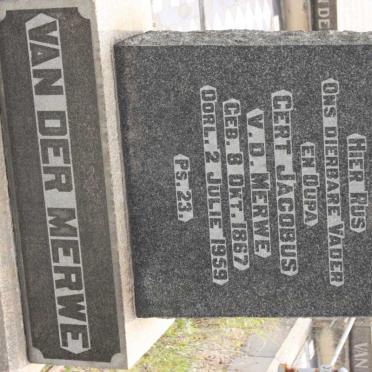 HIER RUS
ONS DIERBARE VADER
EN OUPA
GERT JACOBUS
V.D. MERWE
GEB. 8 OKT. 1867
OORL. 2 JULIE 1959
PS. 23.
VAN DER MERWE